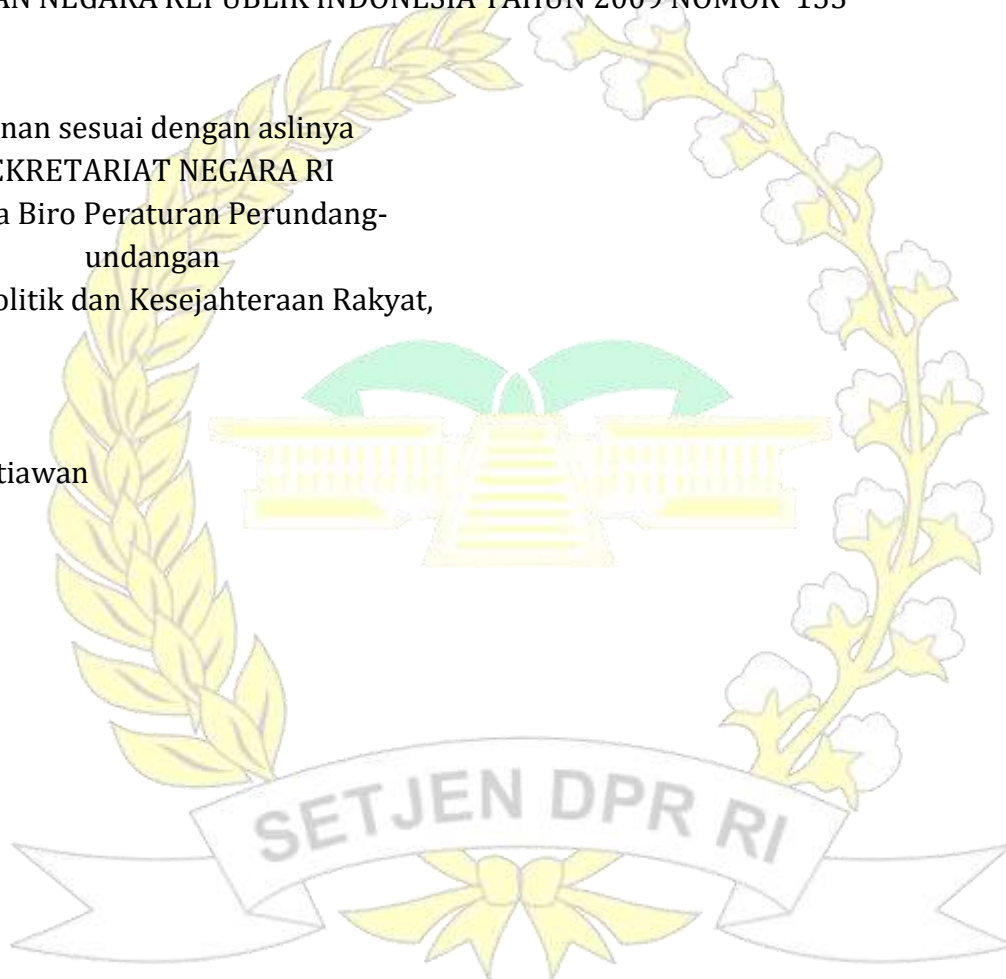 AN NEGARA REPUBLIK INDONESIA TAHUN 2009 NOMOR 153
nan sesuai dengan aslinya
EKRETARIAT NEGARA RI
a Biro Peraturan Perundang-
undangan
olitik dan Kesejahteraan Rakyat,
tiawan
SETJEN DPR RI